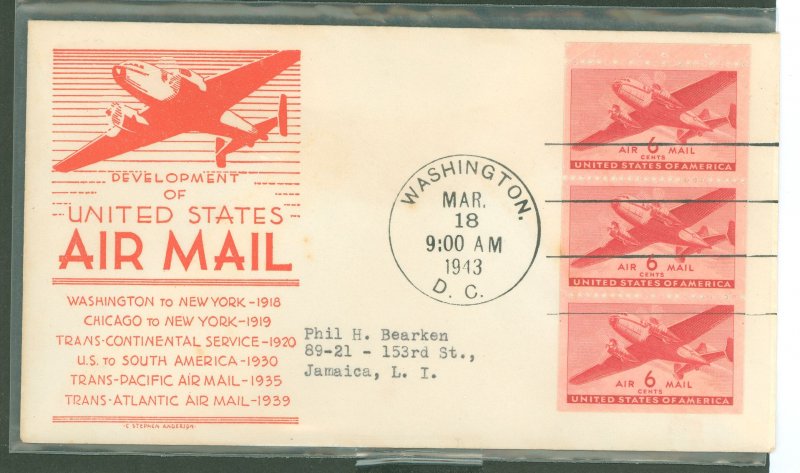 DEVELOPMENT
OF
UNITED STATES
AIR MAIL
WASHINGTON TO NEW YORK-1918
CHICAGO TO NEW YORK-1919
TRANS-CONTINENTAL SERVICE-1920
U.S. TO SOUTH AMERICA-1930
TRANS-PACIFIC AIR MAIL-1935
TRANS-ATLANTIC AIR MAIL-1939
C STEPHEN ANDERSON
WASHINGTON.
MAR.
18
9:00 AM
1943
D. C.
Phil H. Bearken
89-21 - 153rd St.,
Jamaica, L. I.
AIR 6 MAIL
CENTS
UNITED STATES OF AMERICA
AIR 6 MAIL
CENTS
UNITED STATES OF AMERICA
AIR 6 MAIL
CENTS
UNITED STATES OF AMERICA